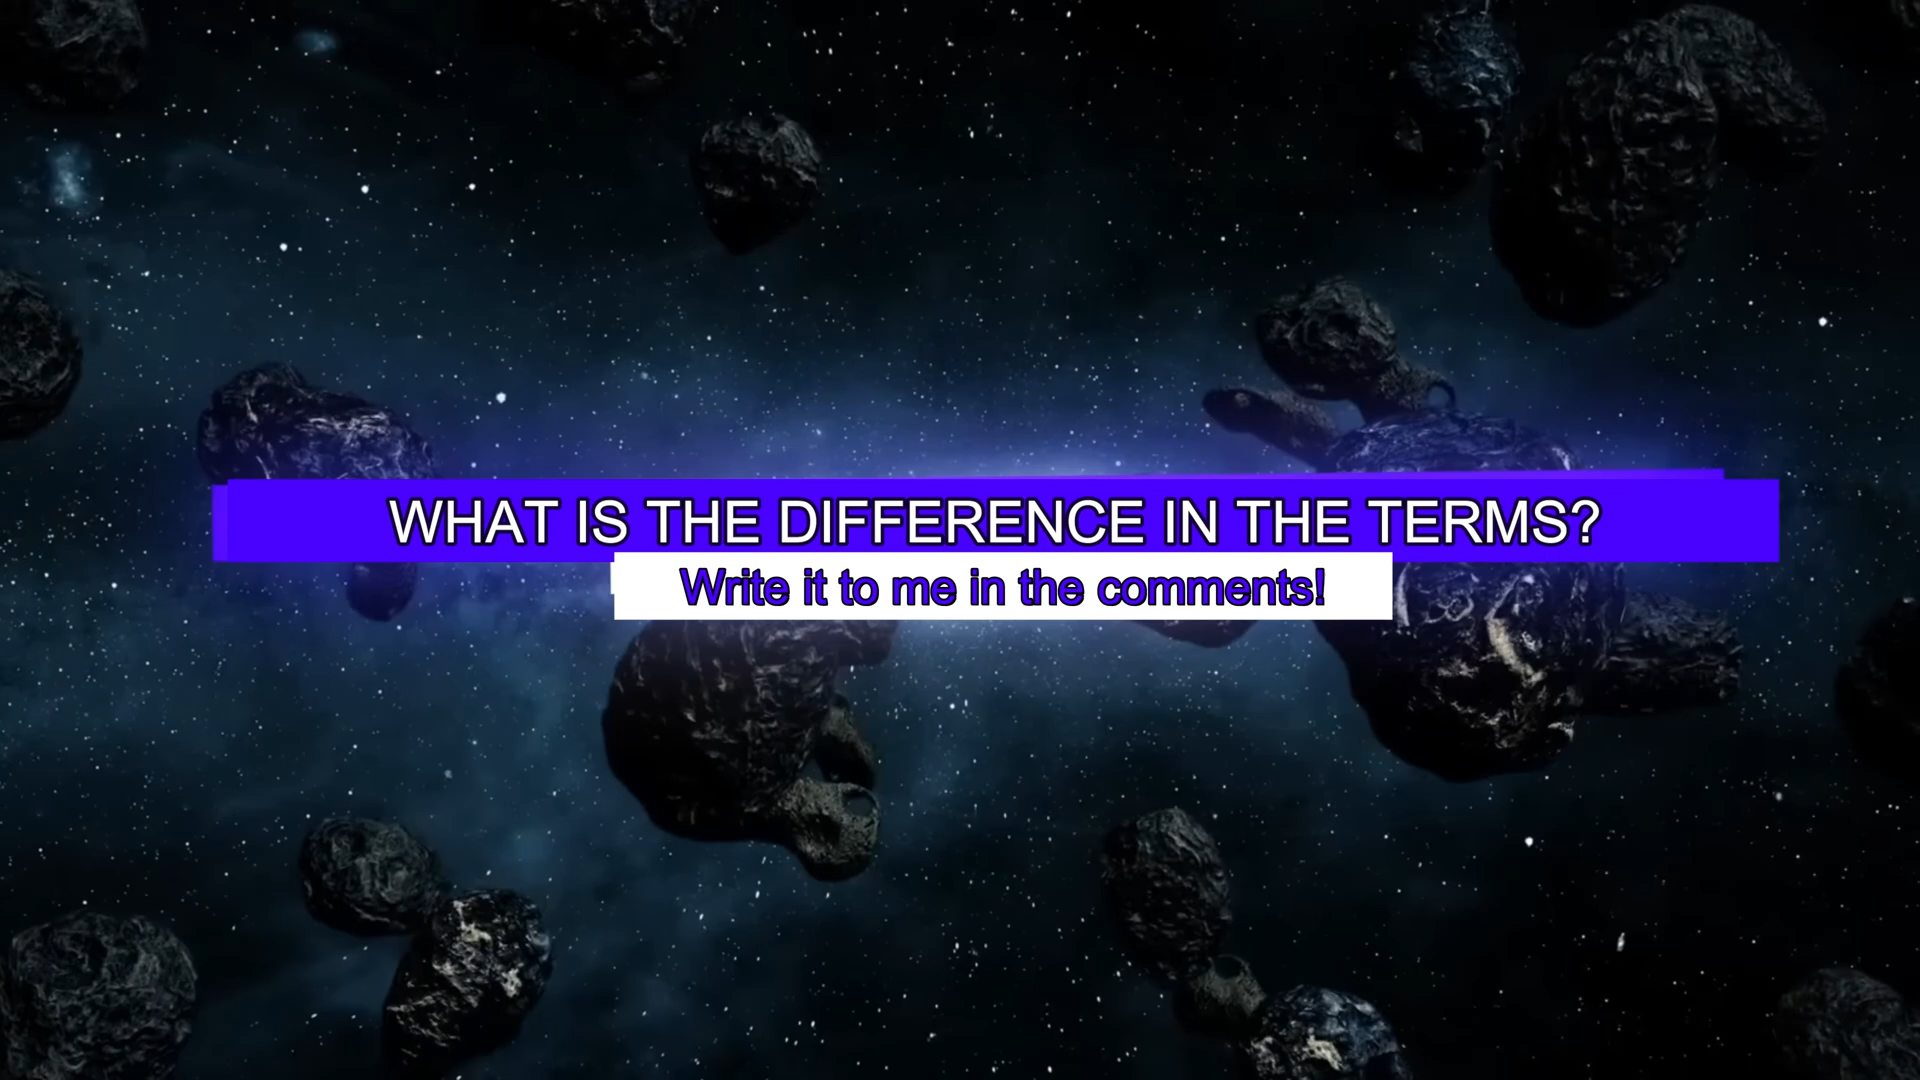 WHAT IS THE DIFFERENCE IN THE TERMS?
Write it to me in the comments!